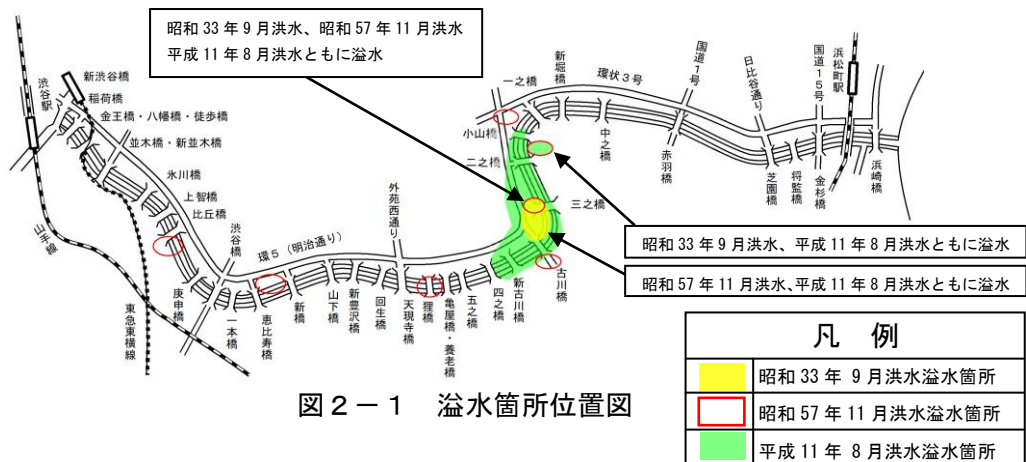 昭和33年9月洪水、昭和57年11月洪水
平成11年8月洪水ともに溢水
渋谷駅
新渋谷橋
稲荷橋
金王橋・八幡橋・徒歩橋
並木橋・新並木橋
氷川橋
上智橋
比丘橋
渋谷橋
山手線
東急東横線
庚申橋
一本橋
恵比寿橋
環5（明治通り）
新橋
山下橋
新豊沢橋
回生橋
外苑西通り
天現寺橋
狸橋
亀屋橋・養老橋
五之橋
四之橋
新古川橋
古川橋
三之橋
二之橋
小山橋
一之橋
新堀橋
環状3号
中之橋
国道1号
赤羽橋
日比谷通り
芝園橋
将監橋
国道15号
金杉橋
浜松町駅
浜崎橋
昭和33年9月洪水、平成11年8月洪水ともに溢水
昭和57年11月洪水、平成11年8月洪水ともに溢水
凡 例
昭和33年 9月洪水溢水箇所
昭和57年11月洪水溢水箇所
平成11年 8月洪水溢水箇所
図２－１ 溢水箇所位置図